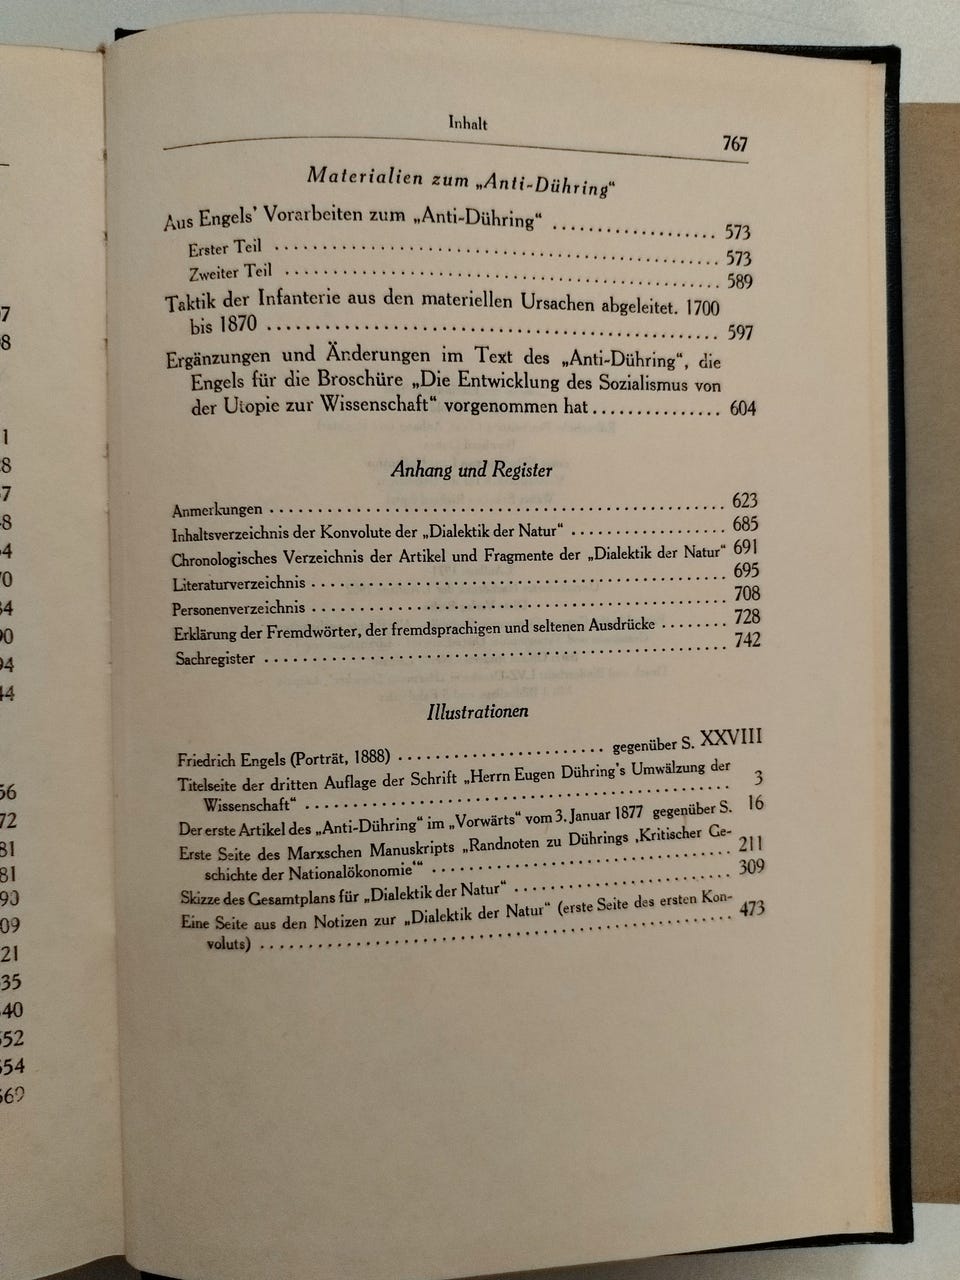 Inhalt
767
Materialien zum „Anti-Dühring“
Aus Engels’ Vorarbeiten zum „Anti-Dühring“ .................. 573
Erster Teil ............................................. 573
Zweiter Teil ............................................ 589
Taktik der Infanterie aus den materiellen Ursachen abgeleitet. 1700
bis 1870 ............................................. 597
Ergänzungen und Änderungen im Text des „Anti-Dühring“, die
Engels für die Broschüre „Die Entwicklung des Sozialismus von
der Utopie zur Wissenschaft“ vorgenommen hat ............... 604
Anhang und Register
Anmerkungen ............................................. 623
Inhaltsverzeichnis der Konvolute der „Dialektik der Natur“ ............... 685
Chronologisches Verzeichnis der Artikel und Fragmente der „Dialektik der Natur“ 691
Literaturverzeichnis ............................................. 695
Personenverzeichnis ............................................. 708
Erklärung der Fremdwörter, der fremdsprachigen und seltenen Ausdrücke ........ 728
Sachregister ............................................. 742
Illustrationen
Friedrich Engels (Porträt, 1888) ........................ gegenüber S. XXVIII
Titelseite der dritten Auflage der Schrift „Herrn Eugen Dühring’s Umwälzung der
Wissenschaft“ ............................................. 3
Der erste Artikel des „Anti-Dühring“ im „Vorwärts“ vom 3. Januar 1877 gegenüber S. 16
Erste Seite des Marxschen Manuskripts „Randnoten zu Dührings ‚Kritischer Ge-
schichte der Nationalökonomie‘“ ............................... 211
Skizze des Gesamtplans für „Dialektik der Natur“ ........................ 309
Eine Seite aus den Notizen zur „Dialektik der Natur“ (erste Seite des ersten Kon-
voluts) ............................................. 473